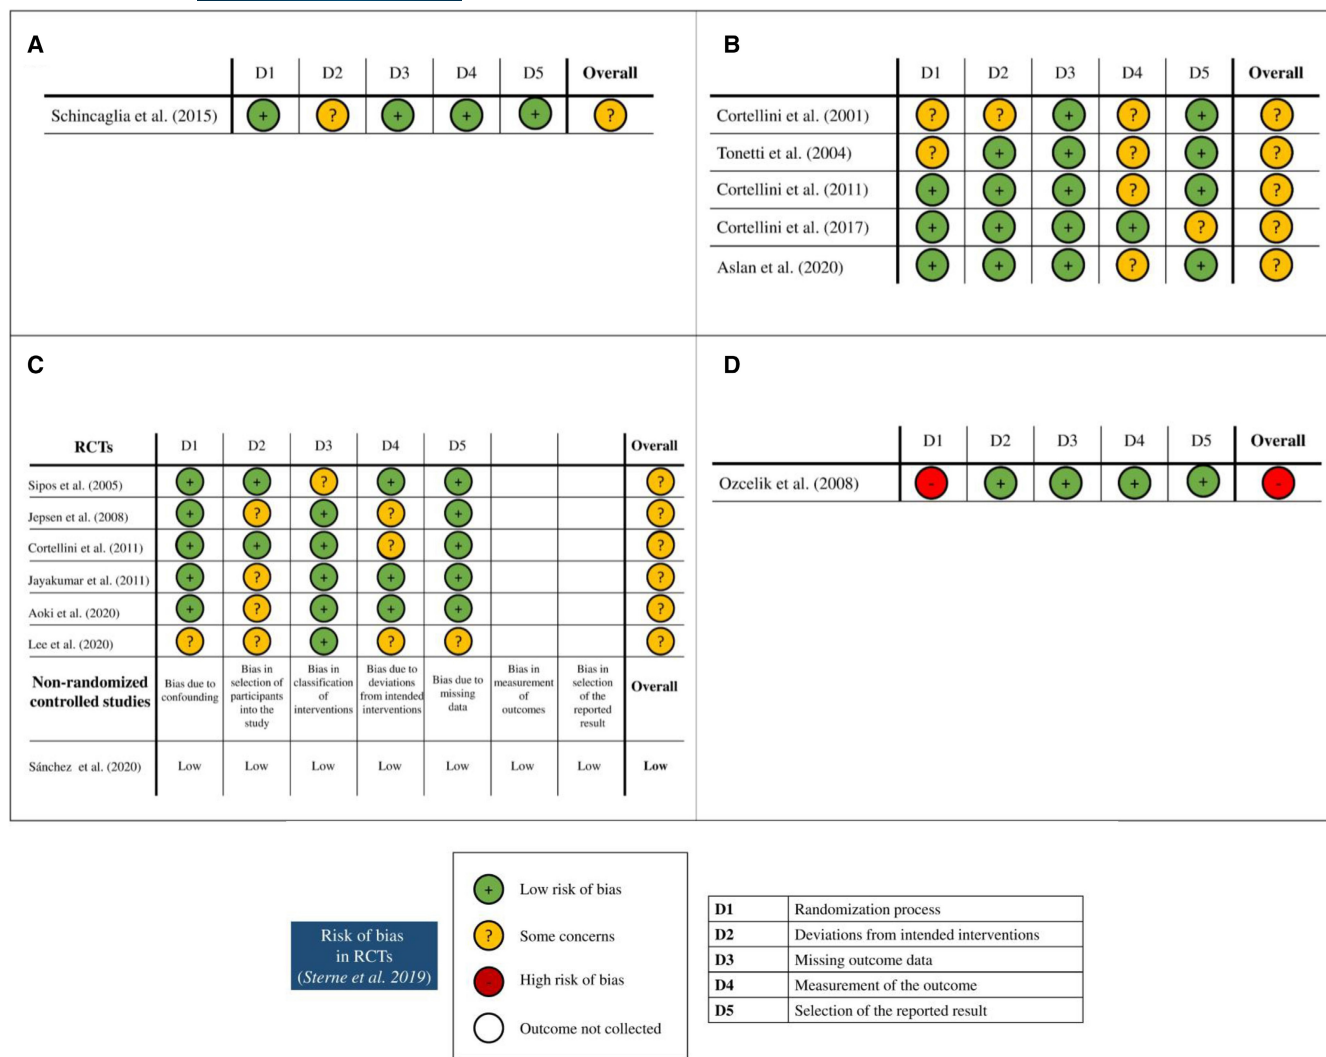 A
D1 D2 D3 D4 D5 Overall
Schincaglia et al. (2015) + ? + + + ?
B
D1 D2 D3 D4 D5 Overall
Cortellini et al. (2001) ? ? + ? + ?
Tonetti et al. (2004) ? + + ? + ?
Cortellini et al. (2011) + + + ? + ?
Cortellini et al. (2017) + + + + ? ?
Aslan et al. (2020) + + + ? + ?
C
RCTs D1 D2 D3 D4 D5 Overall
Sipos et al. (2005) + + ? + + ?
Jepsen et al. (2008) + ? + ? + ?
Cortellini et al. (2011) + + + ? + ?
Jayakumar et al. (2011) + ? + + + ?
Aoki et al. (2020) + ? + + + ?
Lee et al. (2020) ? ? + ? ? ?
Non-randomized
controlled studies
Bias due to
confounding
Bias in
selection of
participants
into the
study
Bias in
classification
of
interventions
Bias due to
deviations
from intended
interventions
Bias due to
missing
data
Bias in
measurement
of
outcomes
Bias in
selection
of the
reported
result
Overall
Sánchez et al. (2020) Low Low Low Low Low Low Low Low
D
D1 D2 D3 D4 D5 Overall
Ozcelik et al. (2008) - + + + + -
Risk of bias
in RCTs
(Sterne et al. 2019)
+ Low risk of bias
? Some concerns
- High risk of bias
Outcome not collected
D1 Randomization process
D2 Deviations from intended interventions
D3 Missing outcome data
D4 Measurement of the outcome
D5 Selection of the reported result